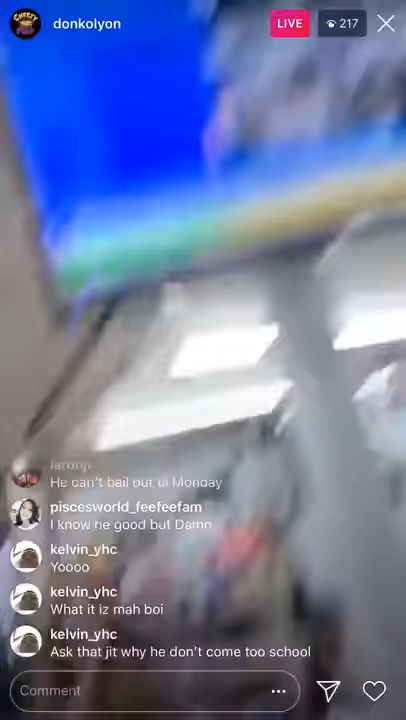 donkolyon
LIVE
217
He can't bail out til Monday
piscesworld_feefeefam
I know he good but Damn
kelvin_yhc
Yoooo
kelvin_yhc
What it iz mah boi
kelvin_yhc
Ask that jit why he don't come too school
Comment